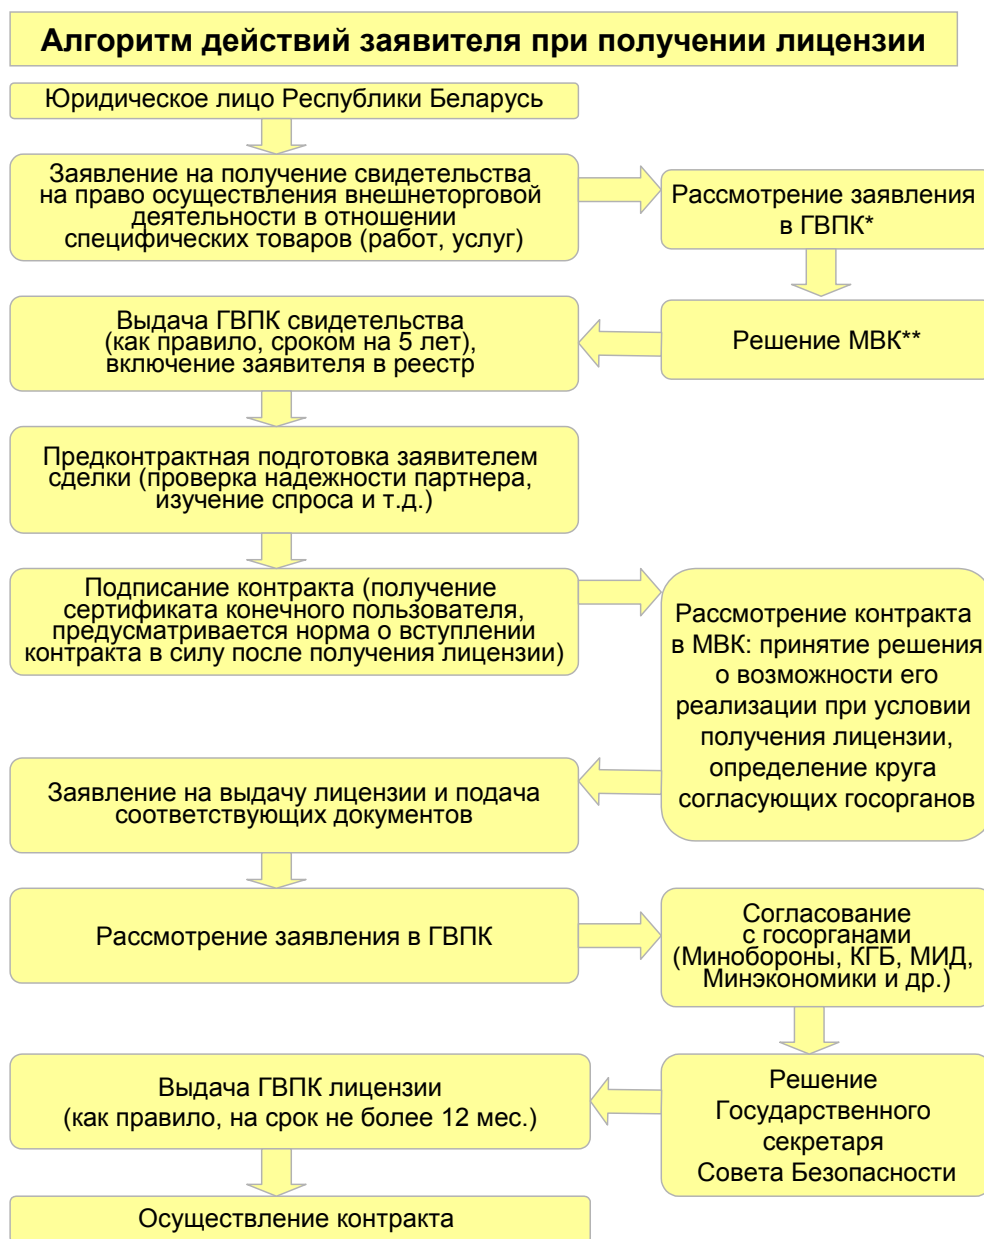 Алгоритм действий заявителя при получении лицензии
Юридическое лицо Республики Беларусь
Заявление на получение свидетельства
на право осуществления внешнеторговой
деятельности в отношении
специфических товаров (работ, услуг)
Рассмотрение заявления
в ГВПК*
Решение МВК**
Выдача ГВПК свидетельства
(как правило, сроком на 5 лет),
включение заявителя в реестр
Предконтрактная подготовка заявителем
сделки (проверка надежности партнера,
изучение спроса и т.д.)
Подписание контракта (получение
сертификата конечного пользователя,
предусматривается норма о вступлении
контракта в силу после получения лицензии)
Рассмотрение контракта
в МВК: принятие решения
о возможности его
реализации при условии
получения лицензии,
определение круга
согласующих госорганов
Заявление на выдачу лицензии и подача
соответствующих документов
Рассмотрение заявления в ГВПК
Согласование
с госорганами
(Минобороны, КГБ, МИД,
Минэкономики и др.)
Решение
Государственного
секретаря
Совета Безопасности
Выдача ГВПК лицензии
(как правило, на срок не более 12 мес.)
Осуществление контракта